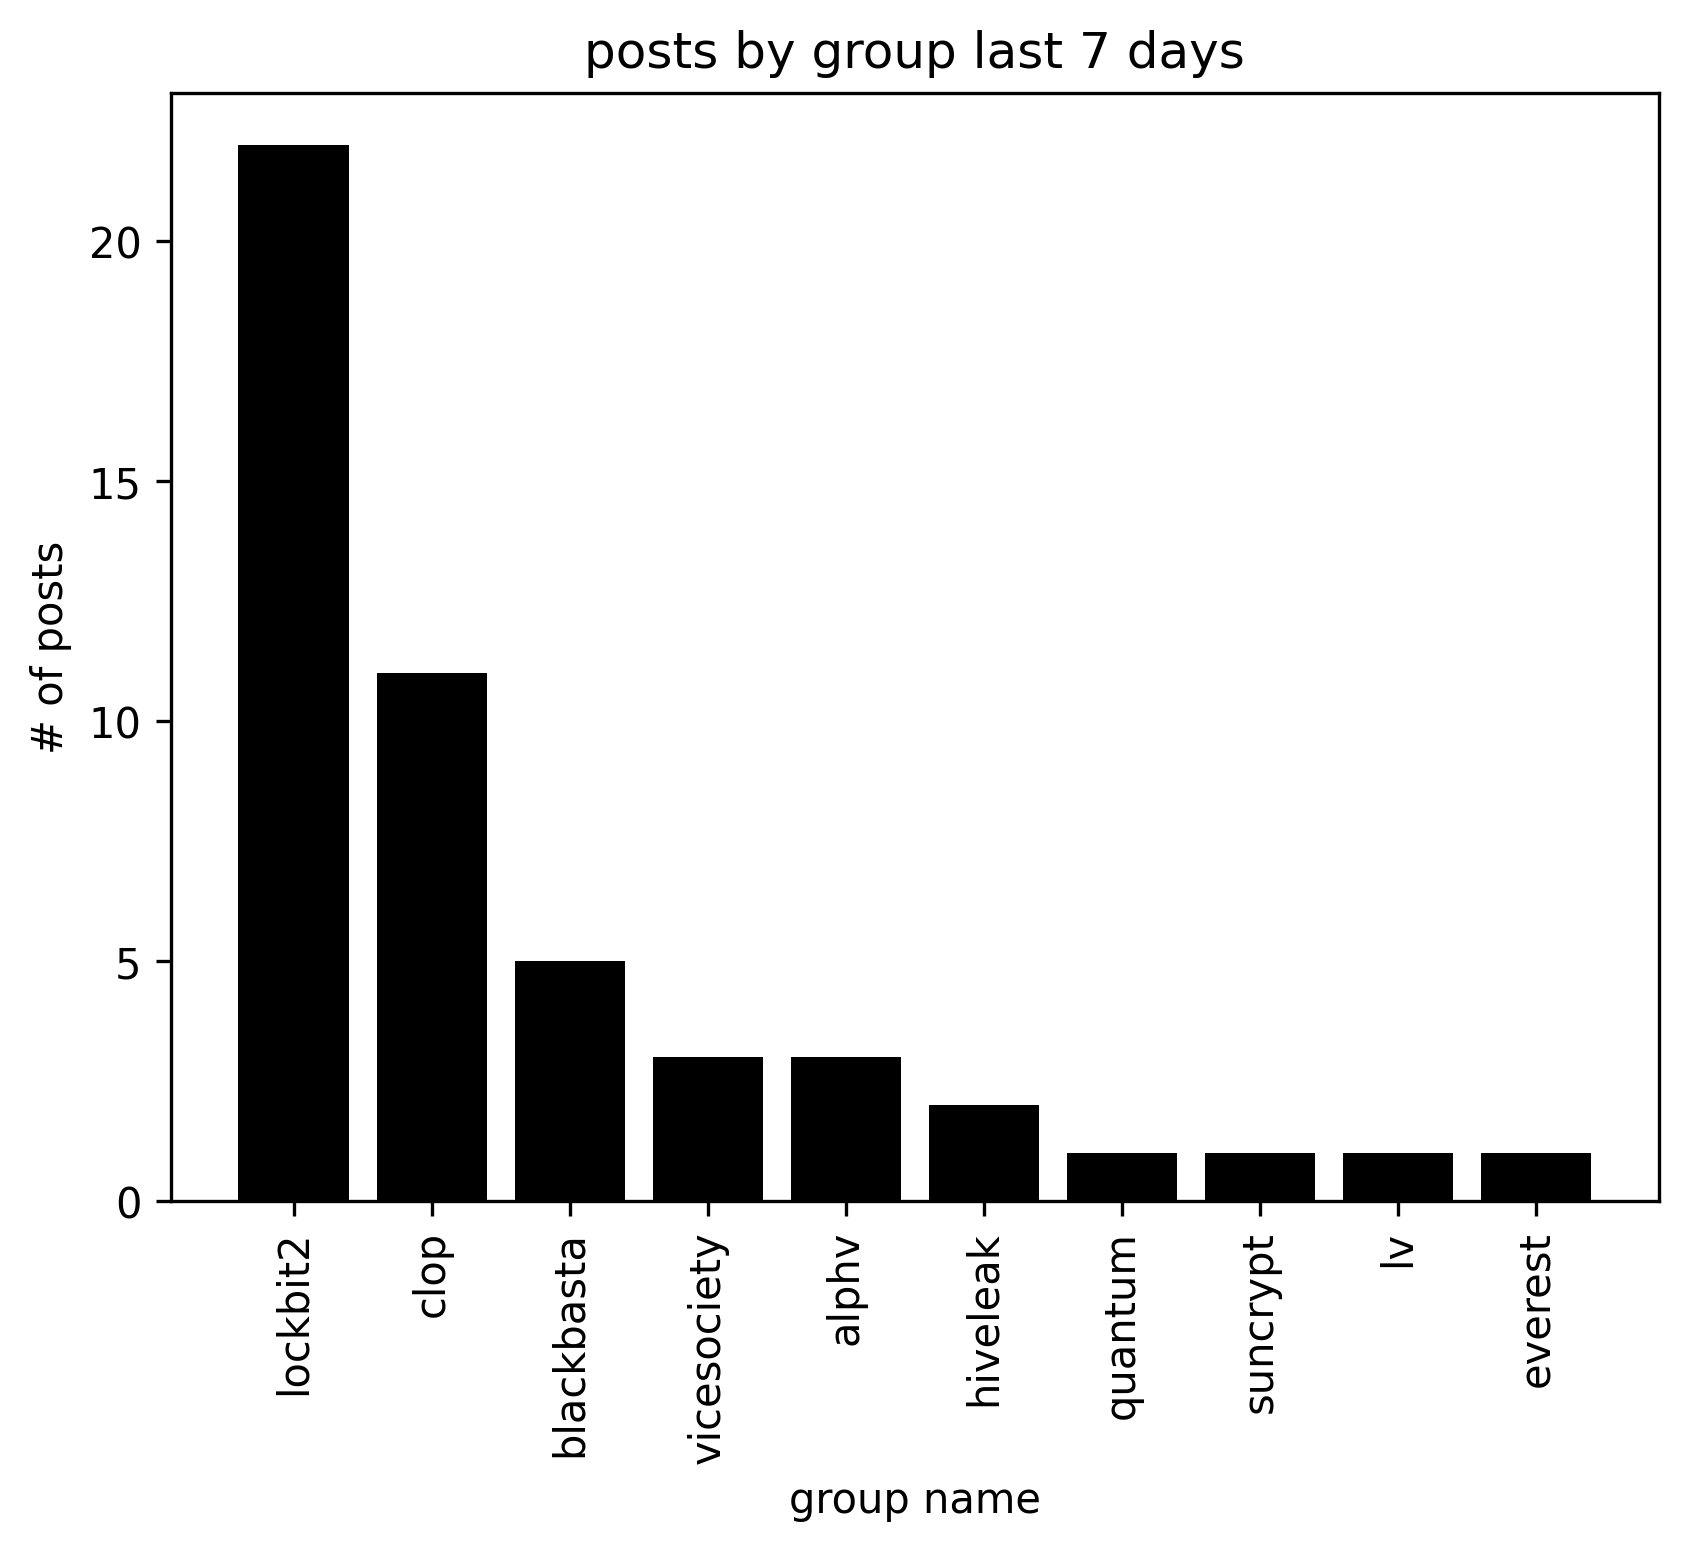 posts by group last 7 days
# of posts
20
15
10
5
0
lockbit2
clop
blackbasta
vicesociety
alphv
hiveleak
quantum
suncrypt
lv
everest
group name